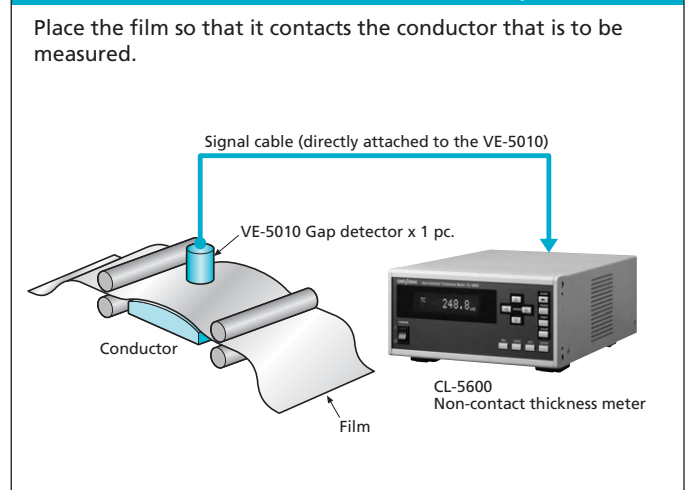 Place the film so that it contacts the conductor that is to be
measured.
Signal cable (directly attached to the VE-5010)
VE-5010 Gap detector x 1 pc.
TC 248.8
Conductor
CL-5600
Non-contact thickness meter
Film